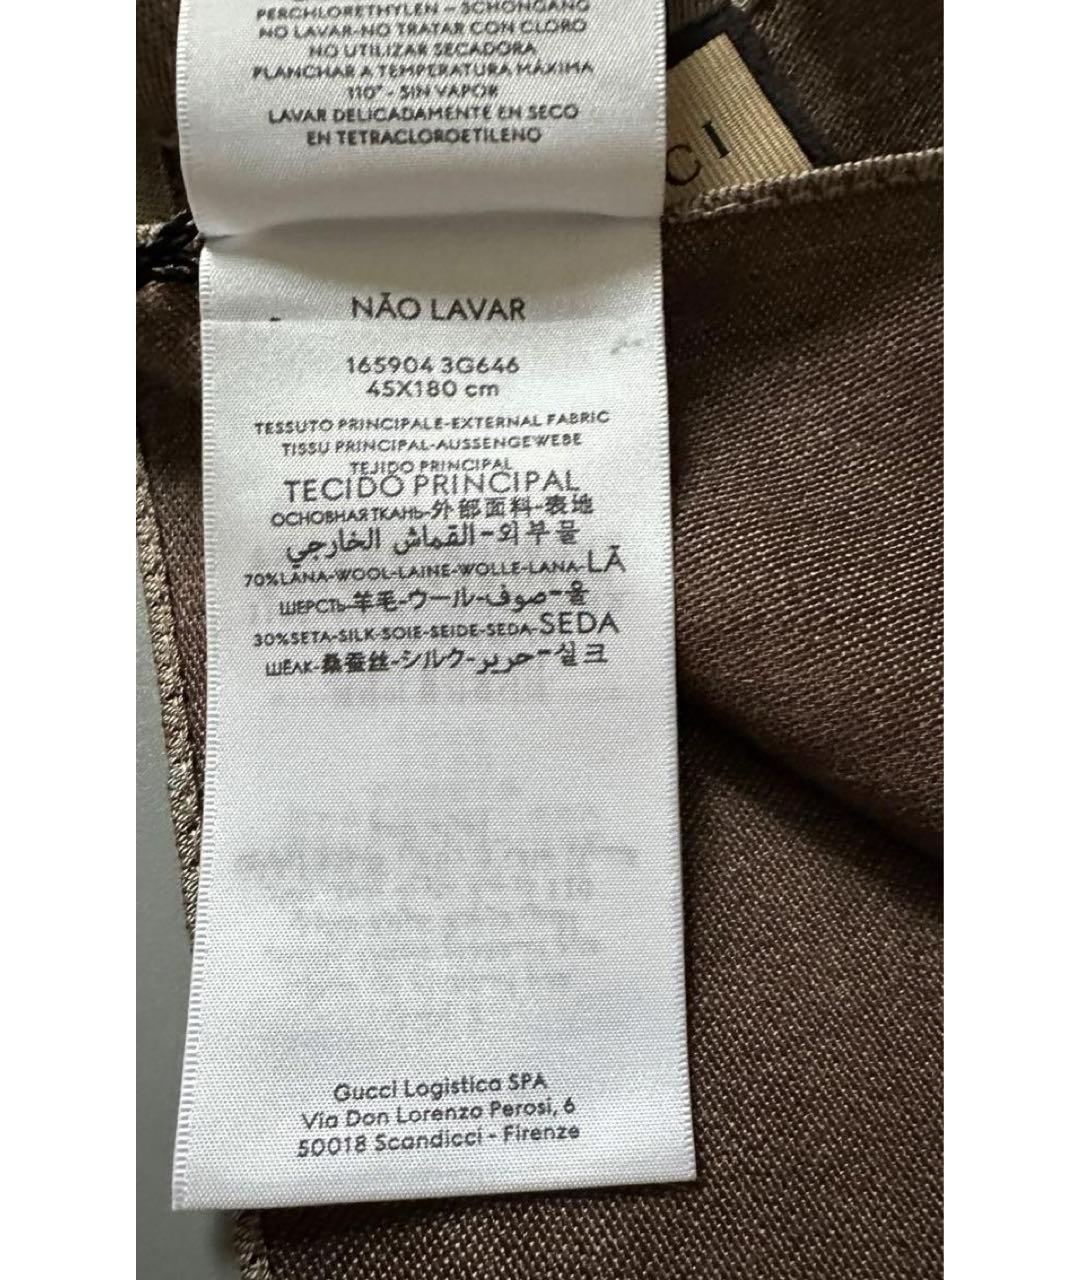 PERCHLORETHYLEN – SCHONGANG
NO LAVAR-NO TRATAR CON CLORO
NO UTILIZAR SECADORA
PLANCHAR A TEMPERATURA MÁXIMA
110° - SIN VAPOR
LAVAR DELICADAMENTE EN SECO
EN TETRACLOROETILENO
CCI
NÃO LAVAR
165904 3G646
45X180 cm
TESSUTO PRINCIPALE-EXTERNAL FABRIC
TISSU PRINCIPAL-AUSSENGEWEBE
TEJIDO PRINCIPAL
TECIDO PRINCIPAL
ОСНОВНАЯ ТКАНЬ-外部面料-表地
القماش الخارجي-외부물
70%LANA-WOOL-LAINE-WOLLE-LANA-LÃ
ШЕРСТЬ-羊毛-ウール-صوف-울
30%SETA-SILK-SOIE-SEIDE-SEDA-SEDA
ШЁЛК-桑蚕丝-シルク-حرير-실크
Gucci Logistica SPA
Via Don Lorenzo Perosi, 6
50018 Scandicci - Firenze